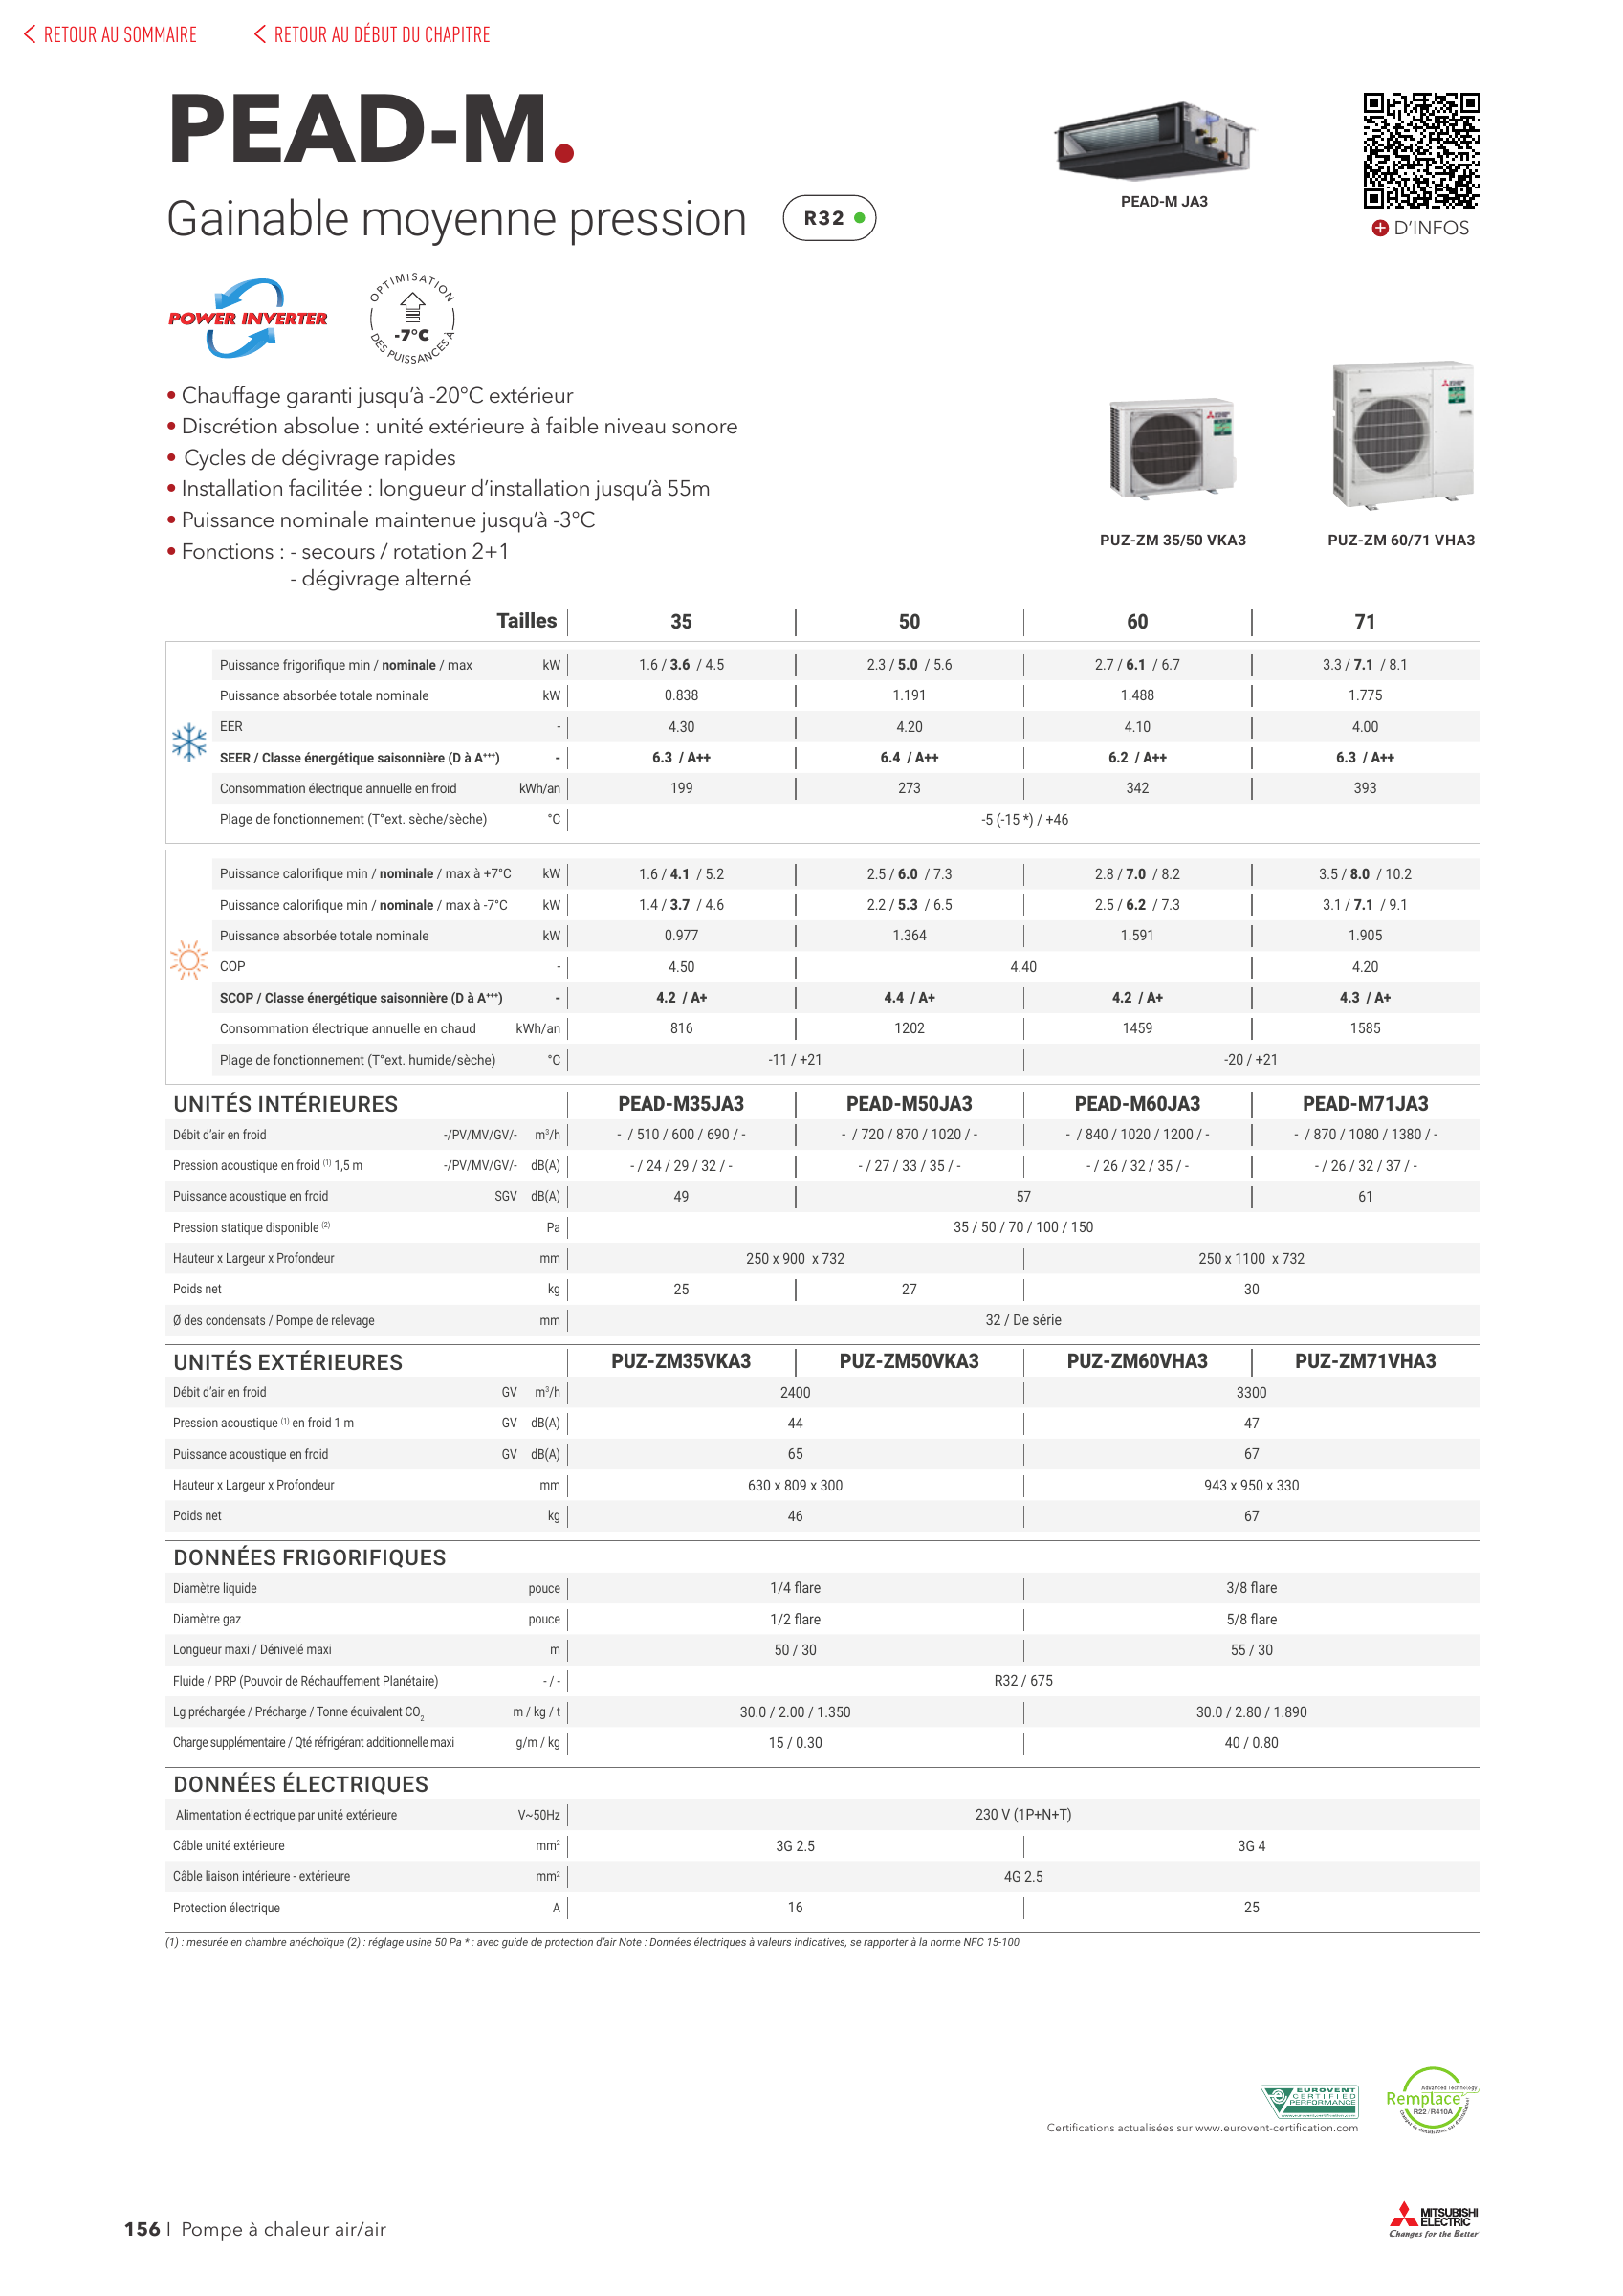 RETOUR AU SOMMAIRE RETOUR AU DÉBUT DU CHAPITRE
PEAD-M.
Gainable moyenne pression R32
PEAD-M JA3
D'INFOS
POWER INVERTER
OPTIMISATION DES PUISSANCES À -7°C
• Chauffage garanti jusqu'à -20°C extérieur
• Discrétion absolue : unité extérieure à faible niveau sonore
• Cycles de dégivrage rapides
• Installation facilitée : longueur d'installation jusqu'à 55m
• Puissance nominale maintenue jusqu'à -3°C
• Fonctions : - secours / rotation 2+1
- dégivrage alterné
PUZ-ZM 35/50 VKA3 PUZ-ZM 60/71 VHA3
Tailles 35 50 60 71
Puissance frigorifique min / nominale / max kW 1.6 / 3.6 / 4.5 2.3 / 5.0 / 5.6 2.7 / 6.1 / 6.7 3.3 / 7.1 / 8.1
Puissance absorbée totale nominale kW 0.838 1.191 1.488 1.775
EER - 4.30 4.20 4.10 4.00
SEER / Classe énergétique saisonnière (D à A+++) - 6.3 / A++ 6.4 / A++ 6.2 / A++ 6.3 / A++
Consommation électrique annuelle en froid kWh/an 199 273 342 393
Plage de fonctionnement (T°ext. sèche/sèche) °C -5 (-15 *) / +46
Puissance calorifique min / nominale / max à +7°C kW 1.6 / 4.1 / 5.2 2.5 / 6.0 / 7.3 2.8 / 7.0 / 8.2 3.5 / 8.0 / 10.2
Puissance calorifique min / nominale / max à -7°C kW 1.4 / 3.7 / 4.6 2.2 / 5.3 / 6.5 2.5 / 6.2 / 7.3 3.1 / 7.1 / 9.1
Puissance absorbée totale nominale kW 0.977 1.364 1.591 1.905
COP - 4.50 4.40 4.20
SCOP / Classe énergétique saisonnière (D à A+++) - 4.2 / A+ 4.4 / A+ 4.2 / A+ 4.3 / A+
Consommation électrique annuelle en chaud kWh/an 816 1202 1459 1585
Plage de fonctionnement (T°ext. humide/sèche) °C -11 / +21 -20 / +21
UNITÉS INTÉRIEURES PEAD-M35JA3 PEAD-M50JA3 PEAD-M60JA3 PEAD-M71JA3
Débit d'air en froid -/PV/MV/GV/- m³/h - / 510 / 600 / 690 / - - / 720 / 870 / 1020 / - - / 840 / 1020 / 1200 / - - / 870 / 1080 / 1380 / -
Pression acoustique en froid (1) 1,5 m -/PV/MV/GV/- dB(A) - / 24 / 29 / 32 / - - / 27 / 33 / 35 / - - / 26 / 32 / 35 / - - / 26 / 32 / 37 / -
Puissance acoustique en froid SGV dB(A) 49 57 61
Pression statique disponible (2) Pa 35 / 50 / 70 / 100 / 150
Hauteur x Largeur x Profondeur mm 250 x 900 x 732 250 x 1100 x 732
Poids net kg 25 27 30
Ø des condensats / Pompe de relevage mm 32 / De série
UNITÉS EXTÉRIEURES PUZ-ZM35VKA3 PUZ-ZM50VKA3 PUZ-ZM60VHA3 PUZ-ZM71VHA3
Débit d'air en froid GV m³/h 2400 3300
Pression acoustique (1) en froid 1 m GV dB(A) 44 47
Puissance acoustique en froid GV dB(A) 65 67
Hauteur x Largeur x Profondeur mm 630 x 809 x 300 943 x 950 x 330
Poids net kg 46 67
DONNÉES FRIGORIFIQUES
Diamètre liquide pouce 1/4 flare 3/8 flare
Diamètre gaz pouce 1/2 flare 5/8 flare
Longueur maxi / Dénivelé maxi m 50 / 30 55 / 30
Fluide / PRP (Pouvoir de Réchauffement Planétaire) - / - R32 / 675
Lg préchargée / Précharge / Tonne équivalent CO2 m / kg / t 30.0 / 2.00 / 1.350 30.0 / 2.80 / 1.890
Charge supplémentaire / Qté réfrigérant additionnelle maxi g/m / kg 15 / 0.30 40 / 0.80
DONNÉES ÉLECTRIQUES
Alimentation électrique par unité extérieure V~50Hz 230 V (1P+N+T)
Câble unité extérieure mm² 3G 2.5 3G 4
Câble liaison intérieure - extérieure mm² 4G 2.5
Protection électrique A 16 25
(1) : mesurée en chambre anéchoïque (2) : réglage usine 50 Pa * : avec guide de protection d'air Note : Données électriques à valeurs indicatives, se rapporter à la norme NFC 15-100
EUROVENT
CERTIFIED
PERFORMANCE
Certifications actualisées sur www.eurovent-certification.com
Advanced Technology
Remplace
R22 / R410A
156 I Pompe à chaleur air/air
MITSUBISHI
ELECTRIC
Changes for the Better